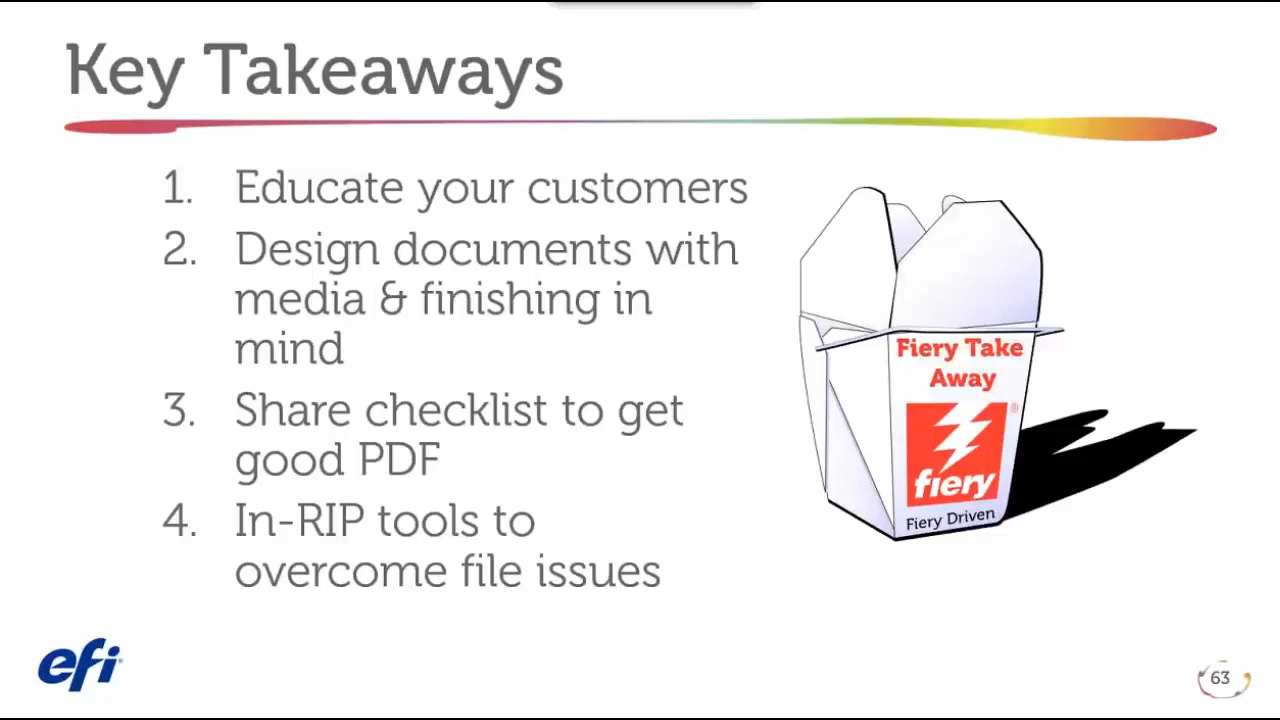 Key Takeaways
1. Educate your customers
2. Design documents with
media & finishing in
mind
3. Share checklist to get
good PDF
4. In-RIP tools to
overcome file issues
Fiery Take
Away
®
fiery
Fiery Driven
efi
63